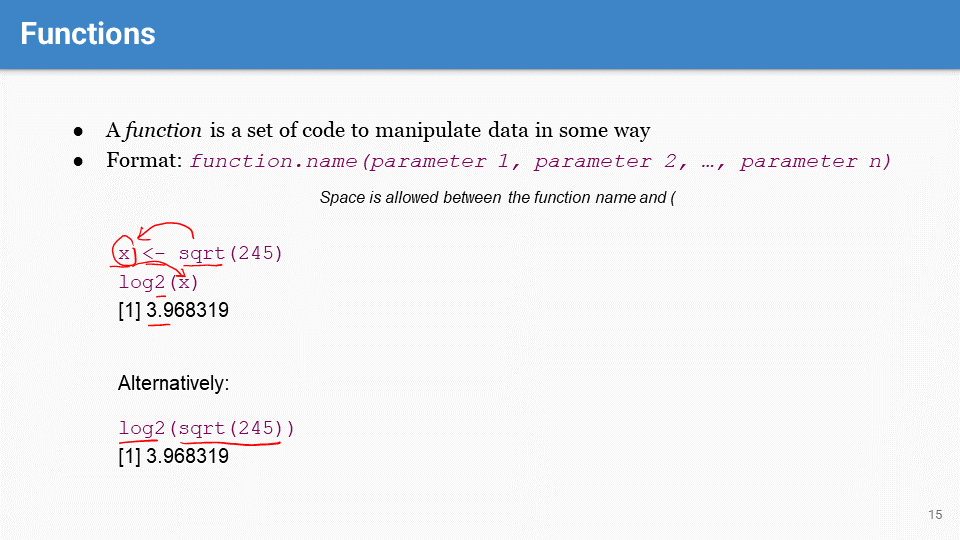 Functions
● A function is a set of code to manipulate data in some way
● Format: function.name(parameter 1, parameter 2, …, parameter n)
Space is allowed between the function name and (
x <- sqrt(245)
log2(x)
[1] 3.968319
Alternatively:
log2(sqrt(245))
[1] 3.968319
15